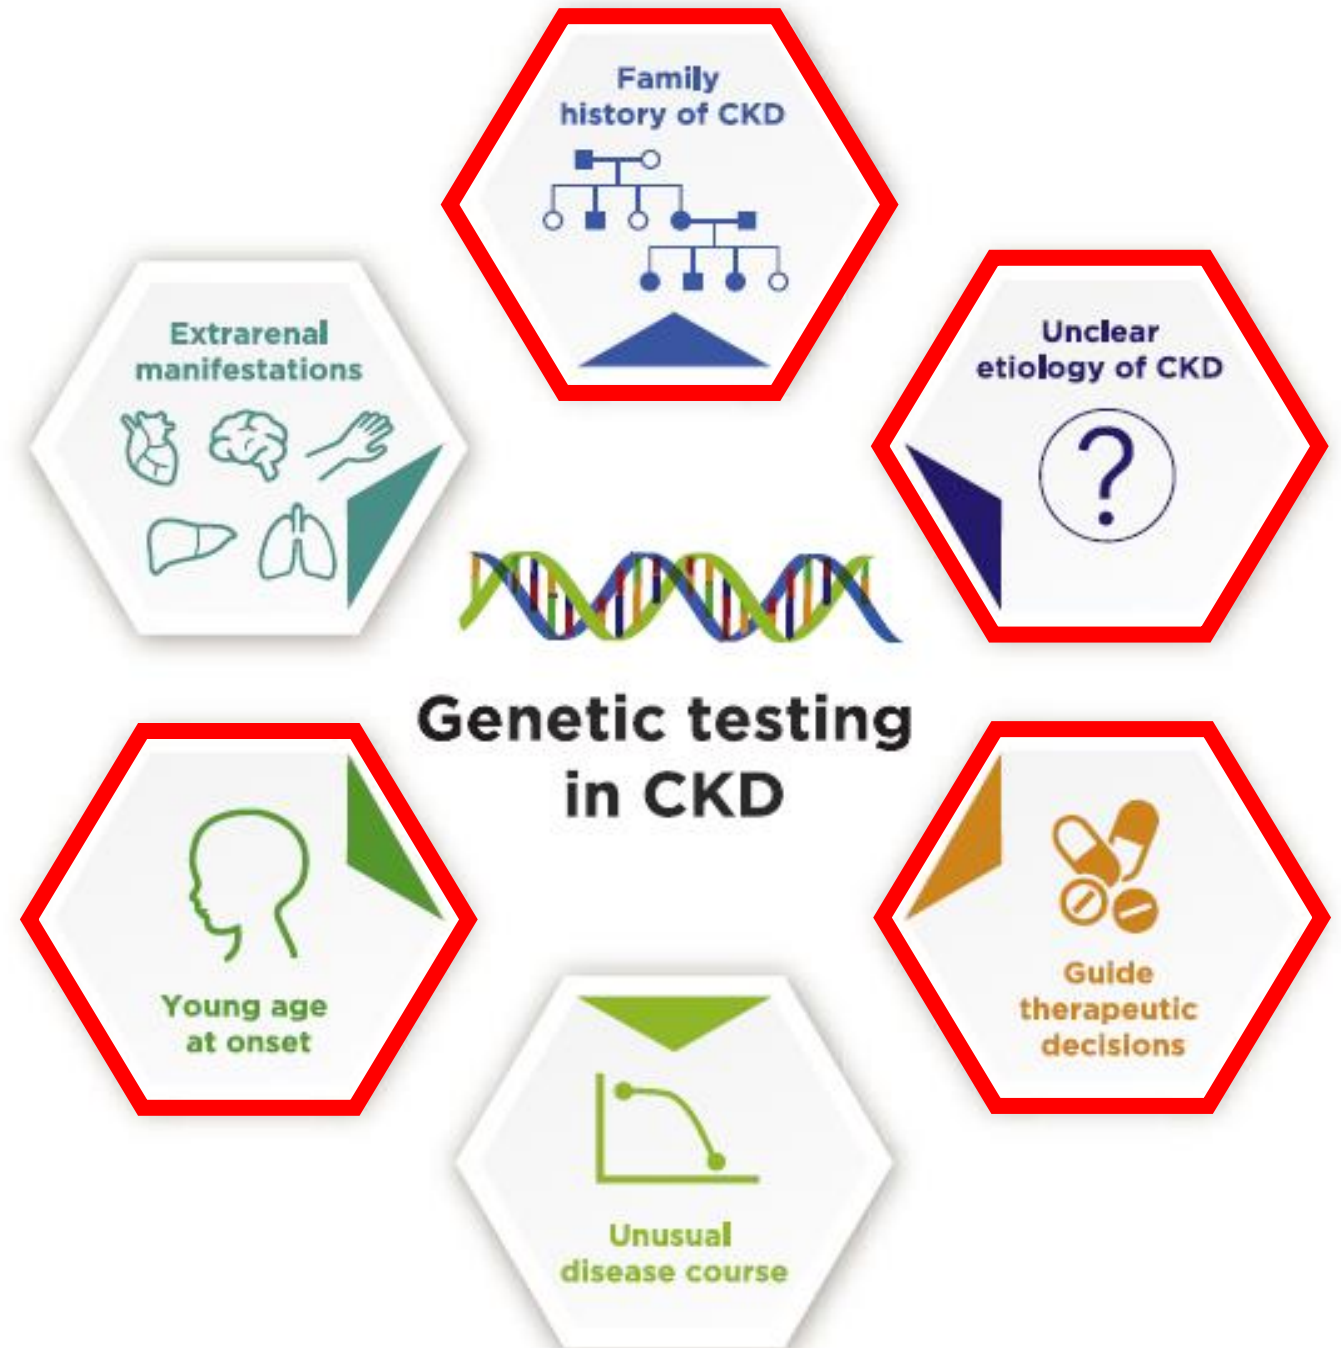 Family
history of CKD
Extrarenal
manifestations
Unclear
etiology of CKD
?
Genetic testing
in CKD
Young age
at onset
Guide
therapeutic
decisions
Unusual
disease course